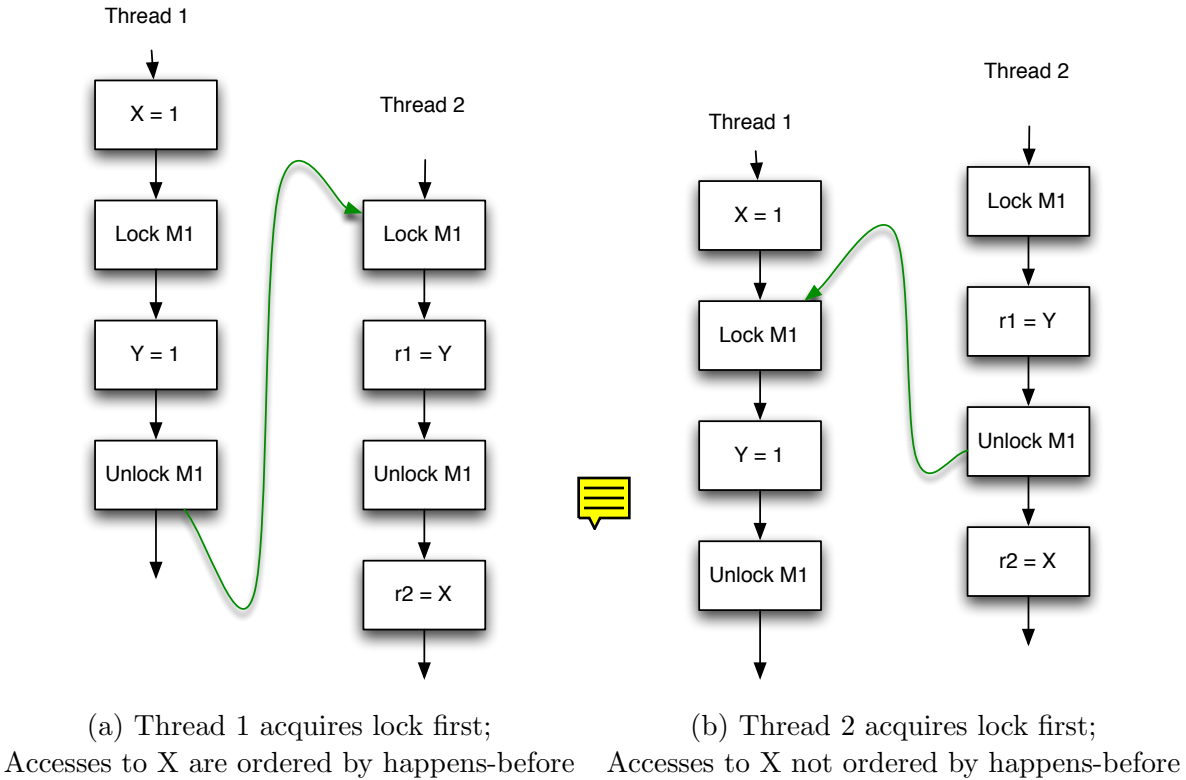 Thread 1
X = 1
Lock M1
Y = 1
Unlock M1
Thread 2
Lock M1
r1 = Y
Unlock M1
r2 = X
(a) Thread 1 acquires lock first;
Accesses to X are ordered by happens-before
Thread 1
X = 1
Lock M1
Y = 1
Unlock M1
Thread 2
Lock M1
r1 = Y
Unlock M1
r2 = X
(b) Thread 2 acquires lock first;
Accesses to X not ordered by happens-before